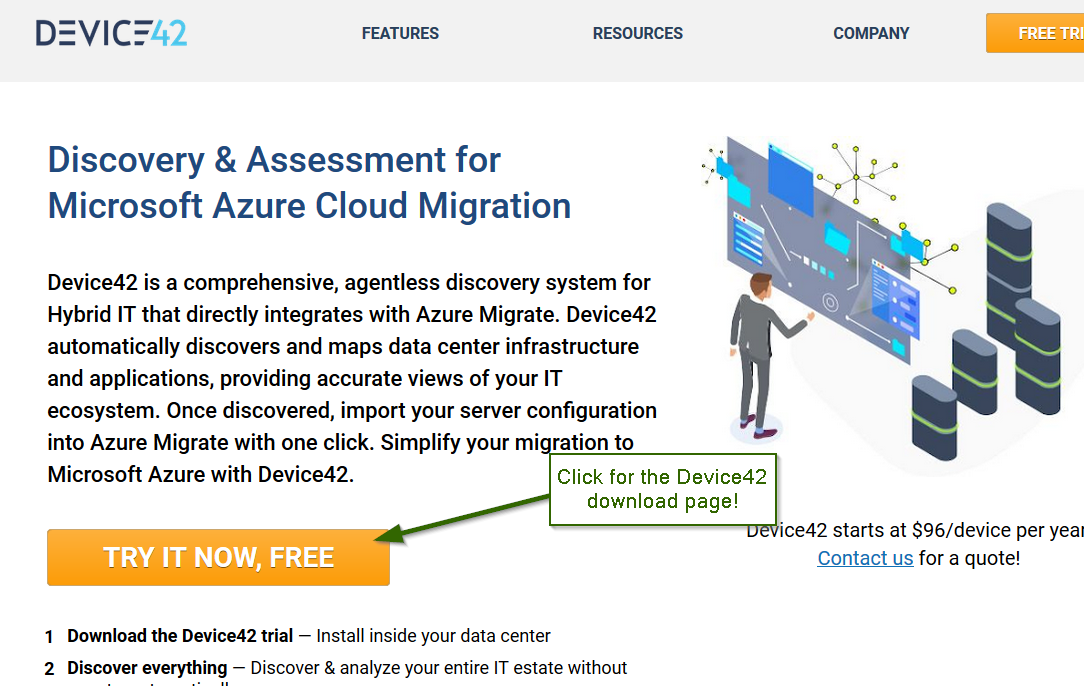 DEVICE42
FEATURES
RESOURCES
COMPANY
FREE TRI
Discovery & Assessment for
Microsoft Azure Cloud Migration
Device42 is a comprehensive, agentless discovery system for
Hybrid IT that directly integrates with Azure Migrate. Device42
automatically discovers and maps data center infrastructure
and applications, providing accurate views of your IT
ecosystem. Once discovered, import your server configuration
into Azure Migrate with one click. Simplify your migration to
Microsoft Azure with Device42.
Click for the Device42
download page!
TRY IT NOW, FREE
Device42 starts at $96/device per year
Contact us for a quote!
1 Download the Device42 trial — Install inside your data center
2 Discover everything — Discover & analyze your entire IT estate without